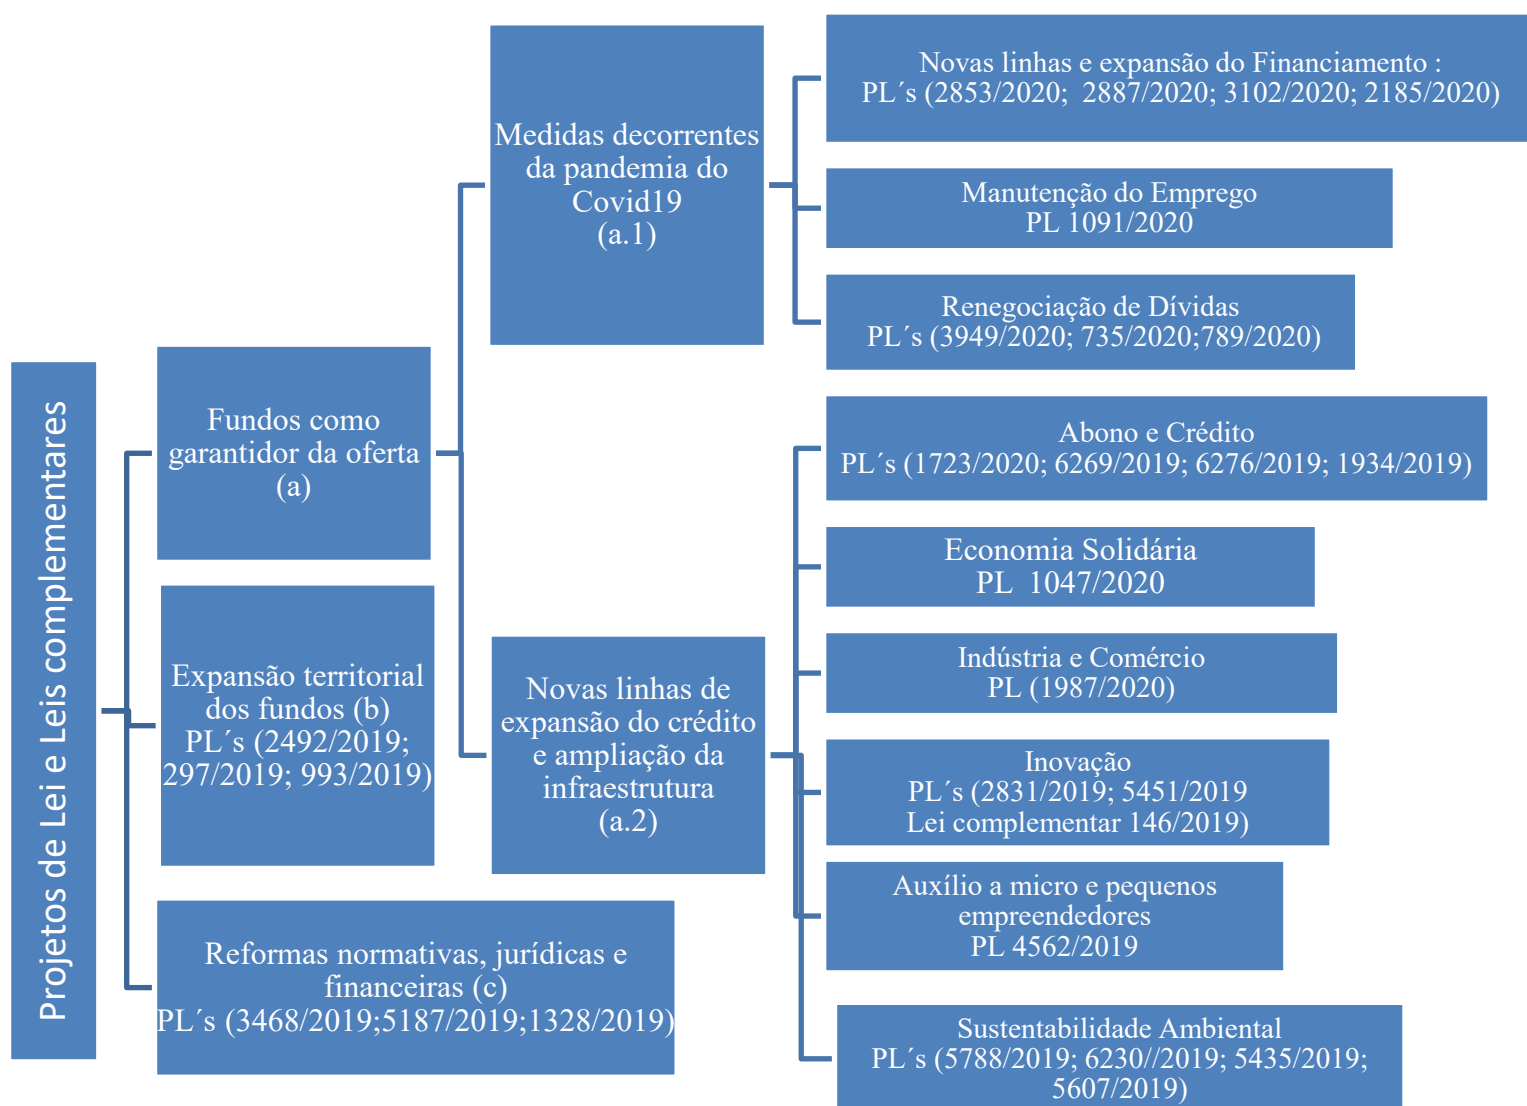 Projetos de Lei e Leis complementares
Fundos como
garantidor da oferta
(a)
Medidas decorrentes
da pandemia do
Covid19
(a.1)
Novas linhas e expansão do Financiamento :
PL´s (2853/2020;  2887/2020; 3102/2020; 2185/2020)
Manutenção do Emprego
PL 1091/2020
Renegociação de Dívidas
PL´s (3949/2020; 735/2020;789/2020)
Novas linhas de
expansão do crédito
e ampliação da
infraestrutura
(a.2)
Abono e Crédito
PL´s (1723/2020; 6269/2019; 6276/2019; 1934/2019)
Economia Solidária
PL  1047/2020
Indústria e Comércio
PL (1987/2020)
Inovação
PL´s (2831/2019; 5451/2019
Lei complementar 146/2019)
Auxílio a micro e pequenos
empreendedores
PL 4562/2019
Sustentabilidade Ambiental
PL´s (5788/2019; 6230//2019; 5435/2019;
5607/2019)
Expansão territorial
dos fundos (b)
PL´s (2492/2019;
297/2019; 993/2019)
Reformas normativas, jurídicas e
financeiras (c)
PL´s (3468/2019;5187/2019;1328/2019)